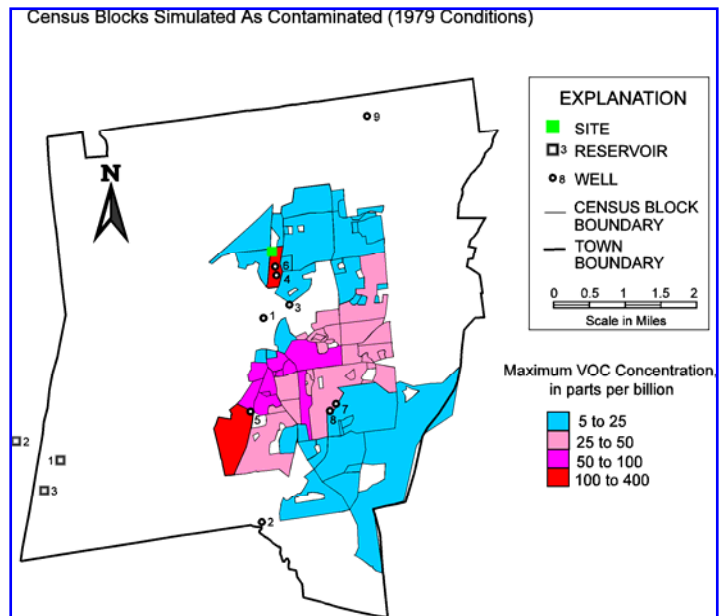 Census Blocks Simulated As Contaminated (1979 Conditions)
9
N
6
4
3
1
7
5
8
2
1
3
2
EXPLANATION
SITE
3 RESERVOIR
8 WELL
CENSUS BLOCK
BOUNDARY
TOWN
BOUNDARY
0 0.5 1 1.5 2
Scale in Miles
Maximum VOC Concentration,
in parts per billion
5 to 25
25 to 50
50 to 100
100 to 400